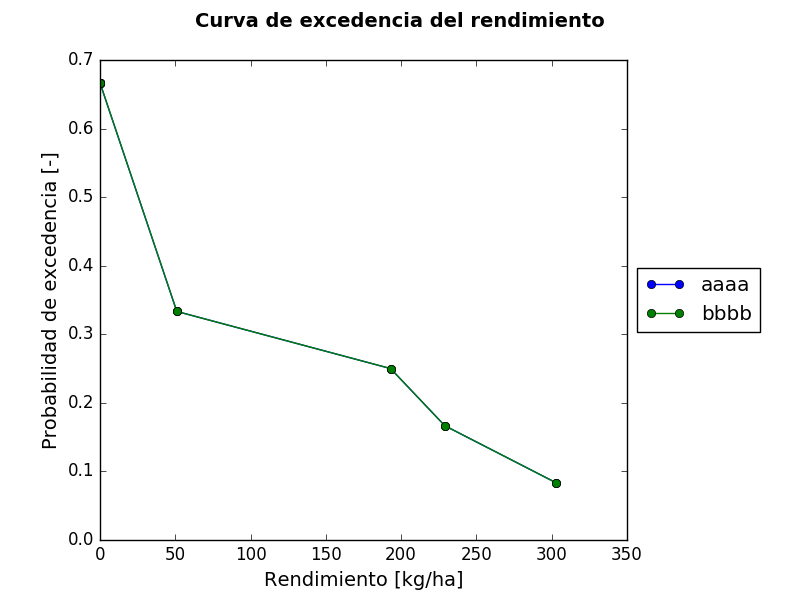 Curva de excedencia del rendimiento
0.7
0.6
0.5
0.4
0.3
0.2
0.1
0.0
Probabilidad de excedencia [-]
0 50 100 150 200 250 300 350
Rendimiento [kg/ha]
aaaa
bbbb